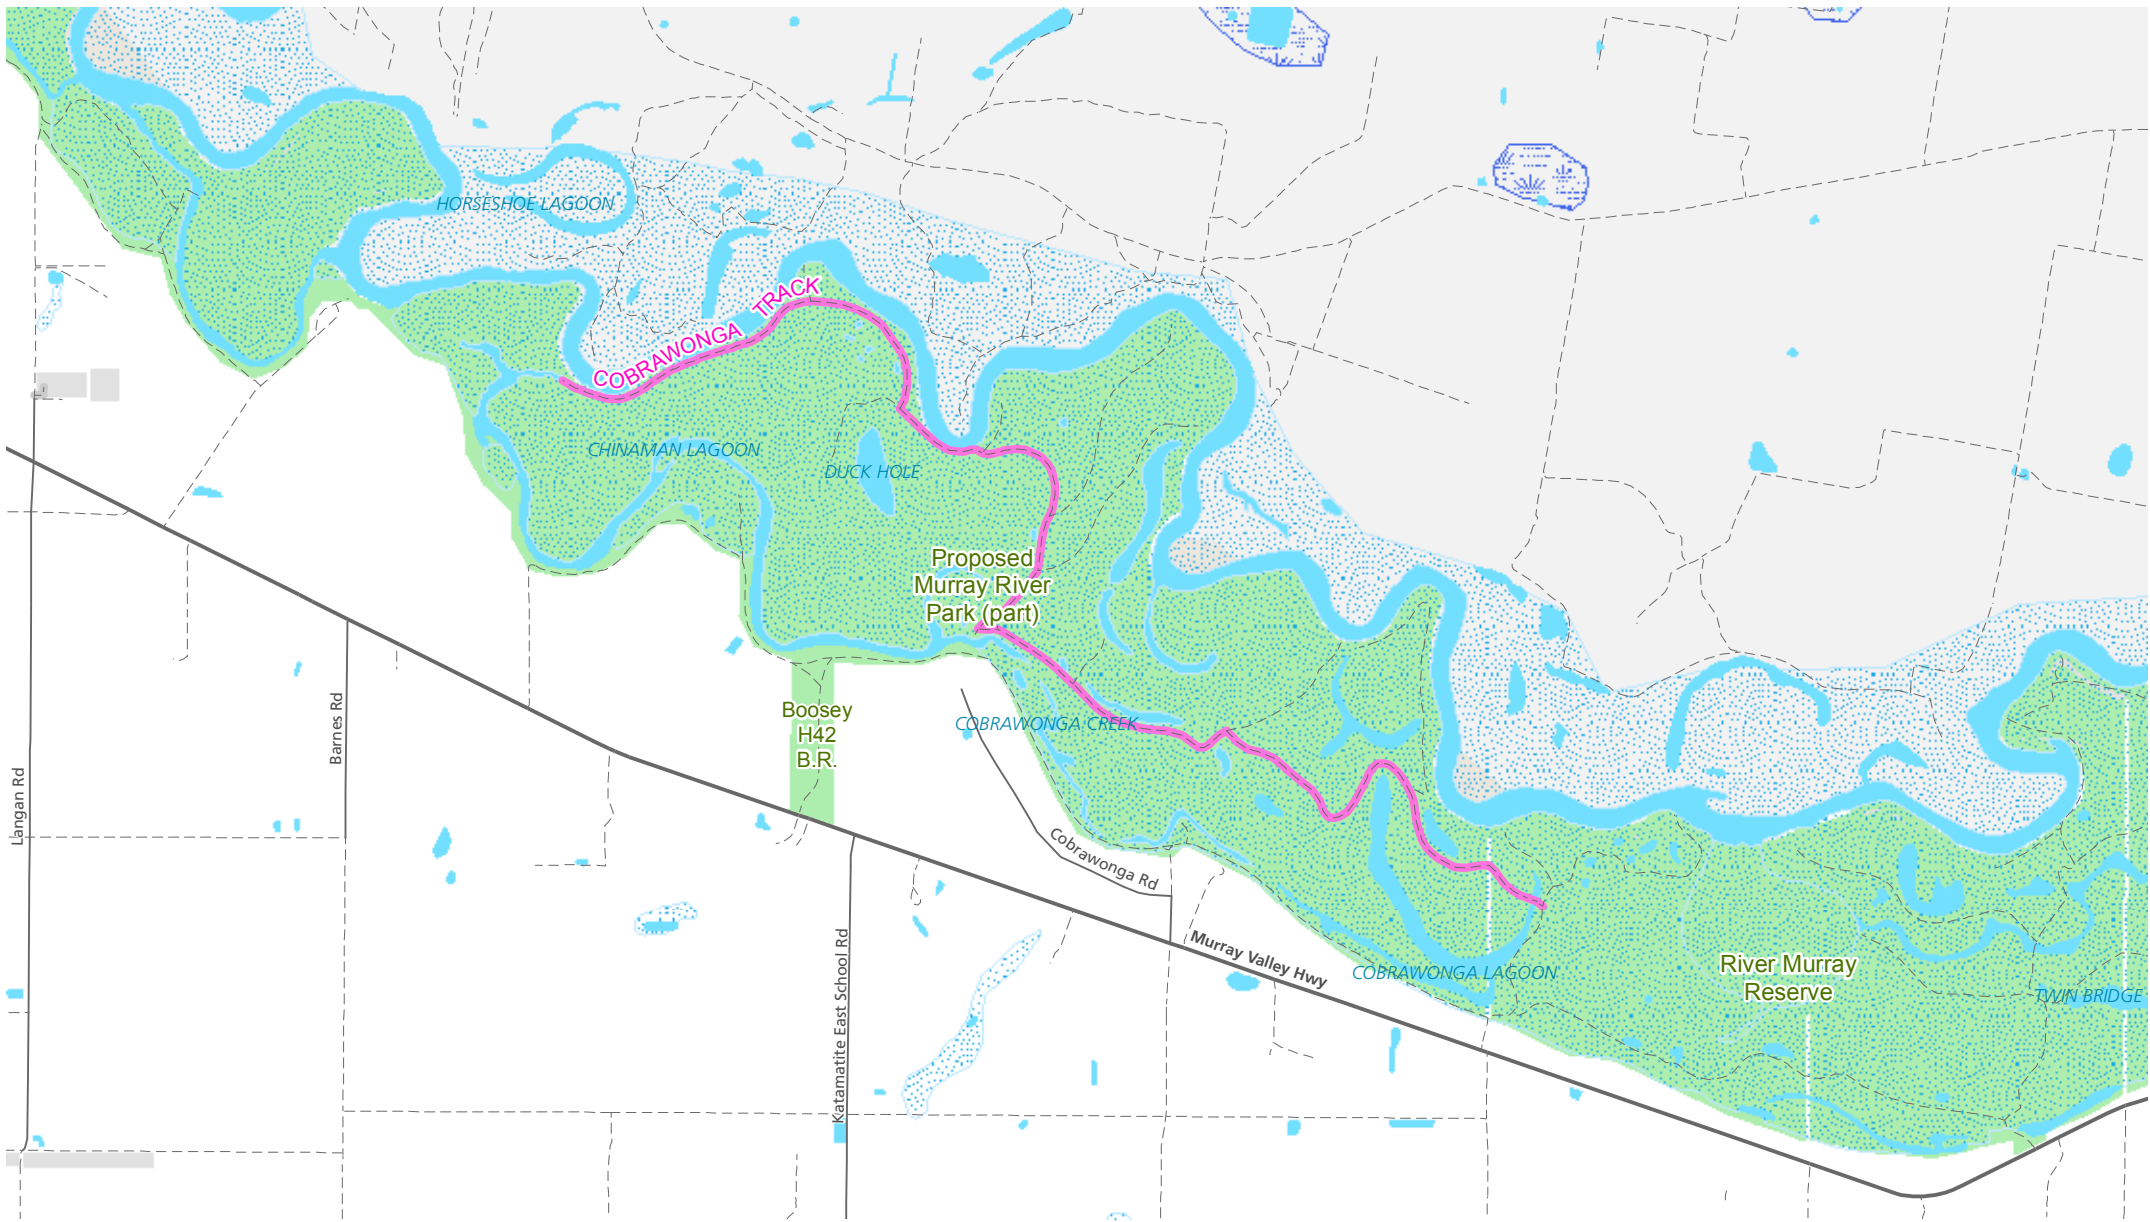 HORSESHOE LAGOON
COBRAWONGA TRACK
CHINAMAN LAGOON
DUCK HOLE
Proposed
Murray River
Park (part)
Boosey
H42
B.R.
COBRAWONGA CREEK
Barnes Rd
Langan Rd
Cobrawonga Rd
Katamatite East School Rd
Murray Valley Hwy
COBRAWONGA LAGOON
River Murray
Reserve
TWIN BRIDGE